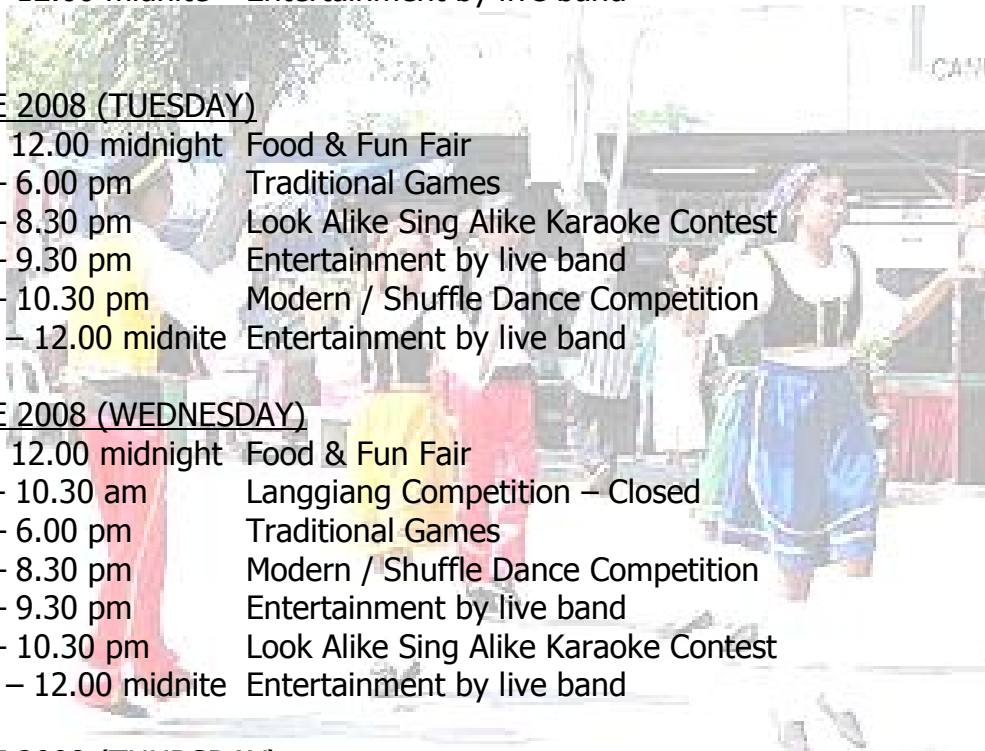 12.00 midnite – Entertainment by live band
2008 (TUESDAY)
12.00 midnight Food & Fun Fair
– 6.00 pm Traditional Games
– 8.30 pm Look Alike Sing Alike Karaoke Contest
– 9.30 pm Entertainment by live band
– 10.30 pm Modern / Shuffle Dance Competition
– 12.00 midnite Entertainment by live band
2008 (WEDNESDAY)
12.00 midnight Food & Fun Fair
– 10.30 am Langgiang Competition – Closed
– 6.00 pm Traditional Games
– 8.30 pm Modern / Shuffle Dance Competition
– 9.30 pm Entertainment by live band
– 10.30 pm Look Alike Sing Alike Karaoke Contest
– 12.00 midnite Entertainment by live band